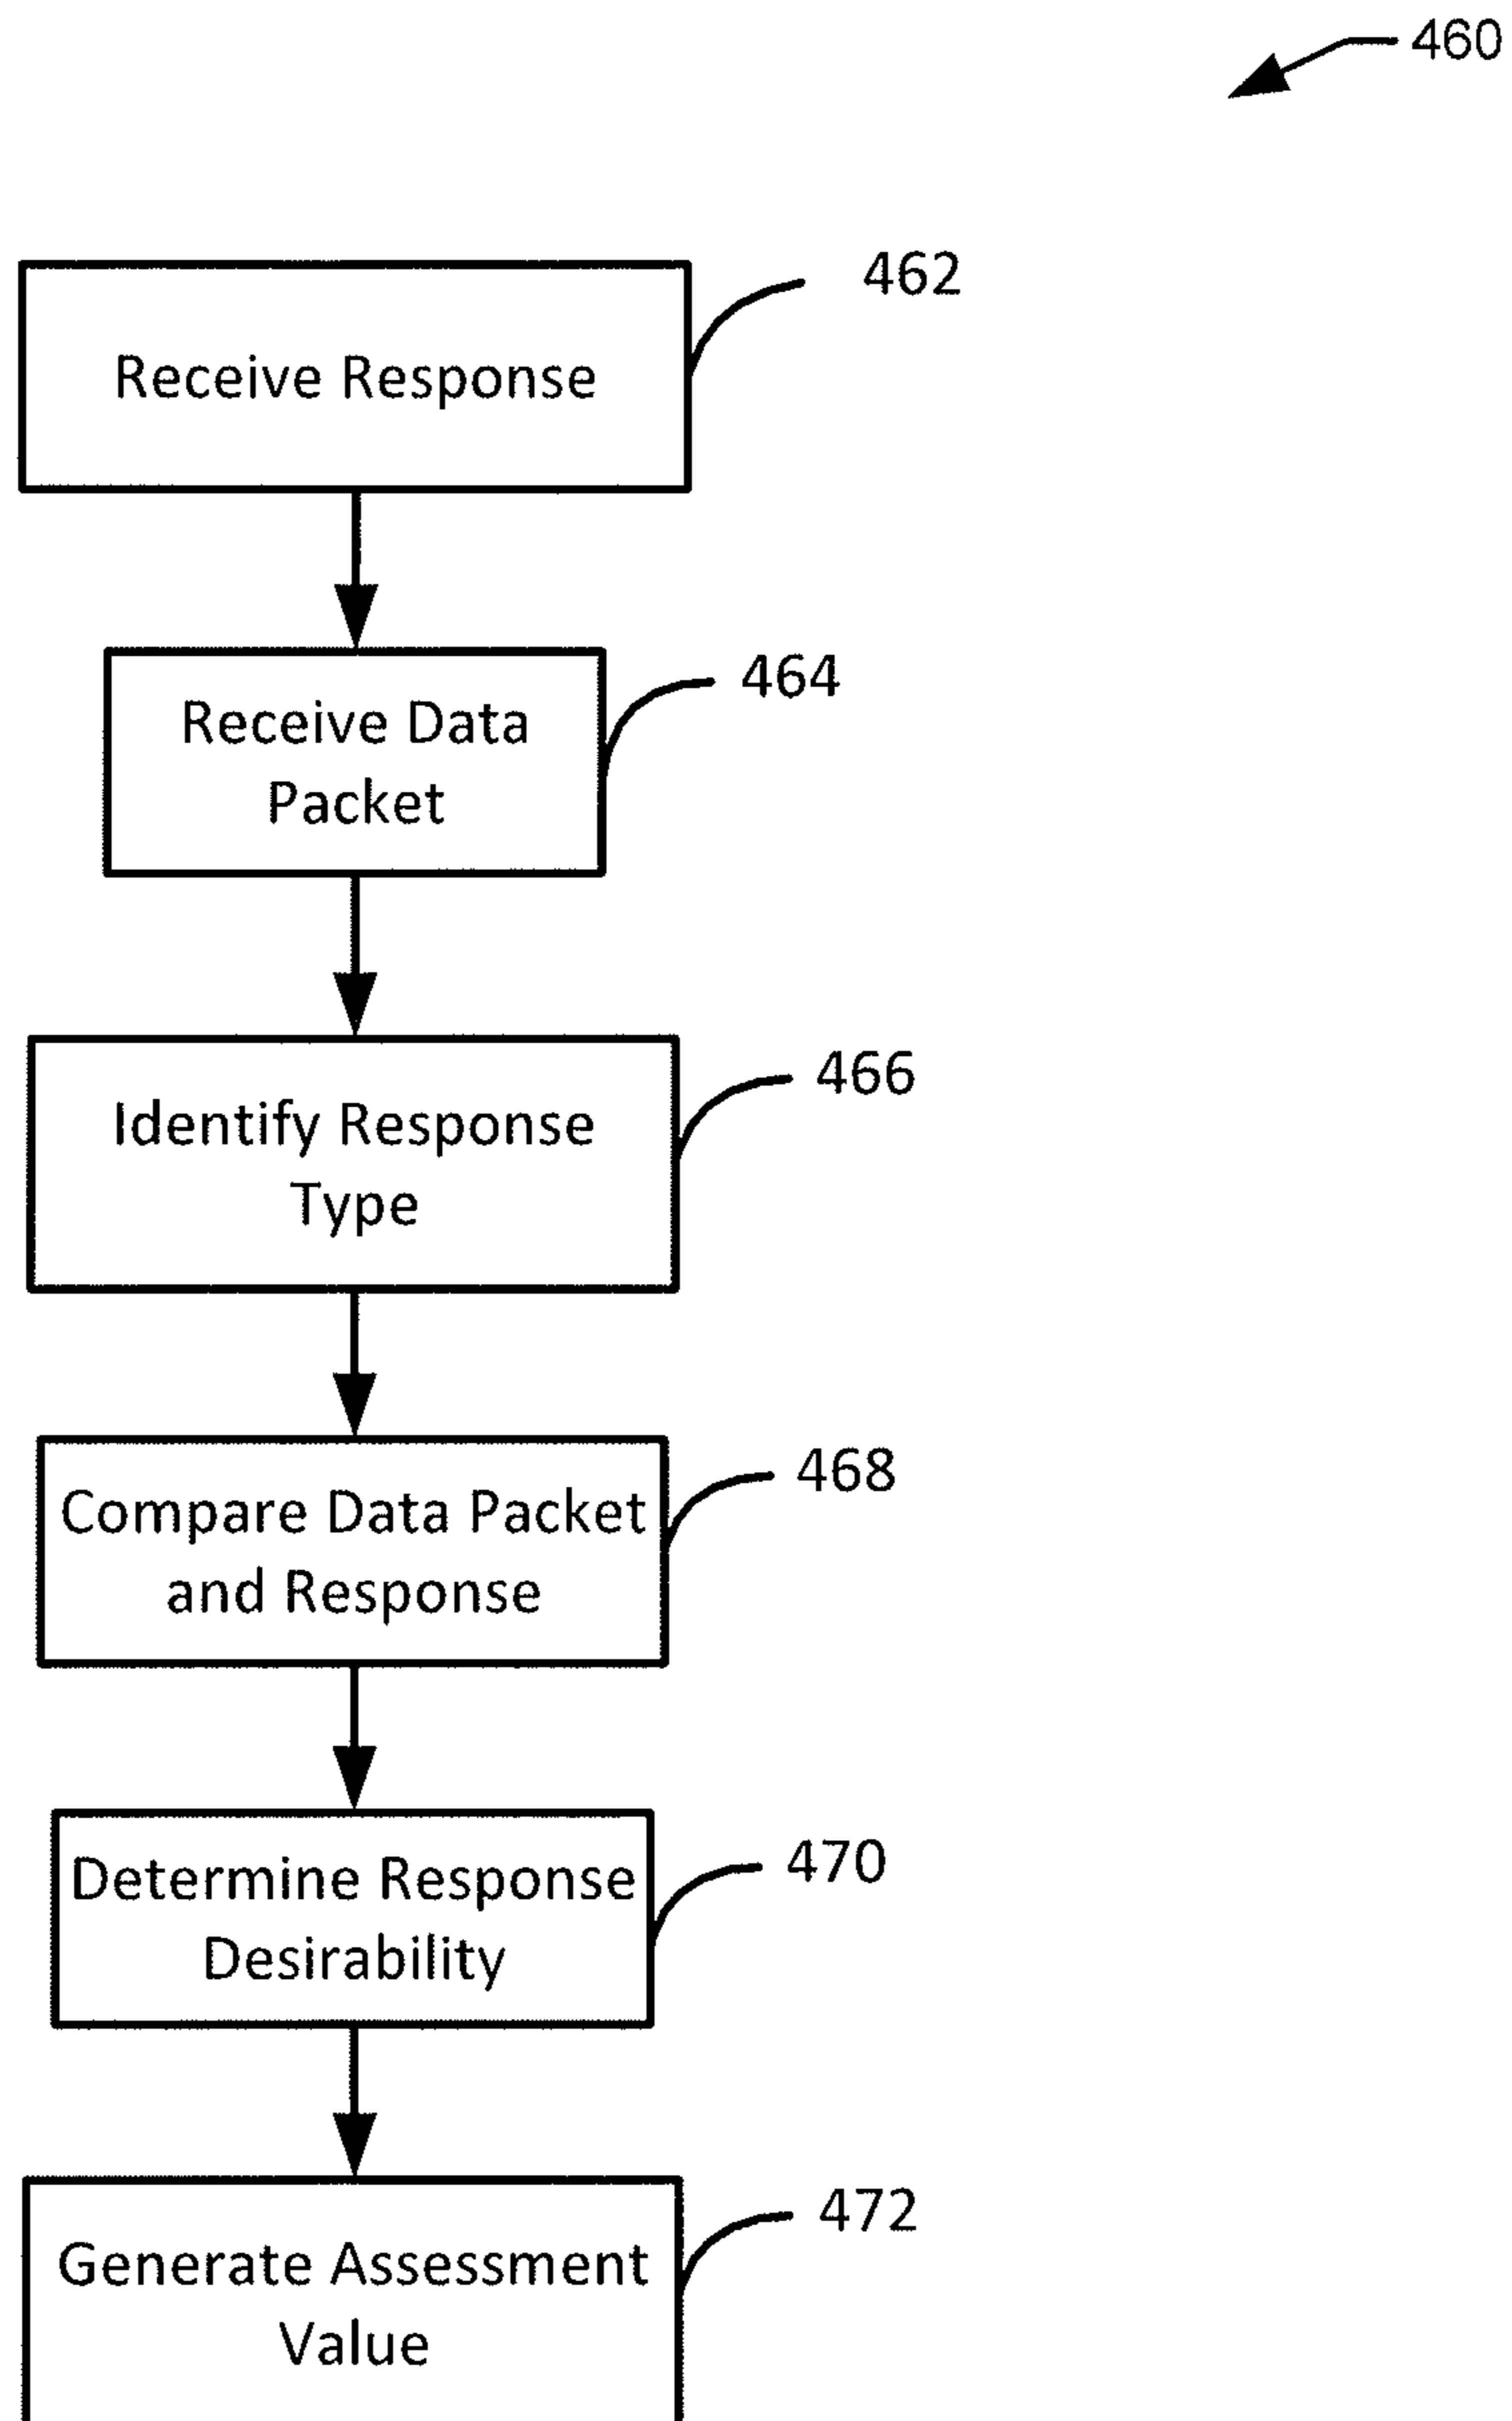 460
462
Receive Response
464
Receive Data
Packet
466
Identify Response
Type
468
Compare Data Packet
and Response
470
Determine Response
Desirability
472
Generate Assessment
Value